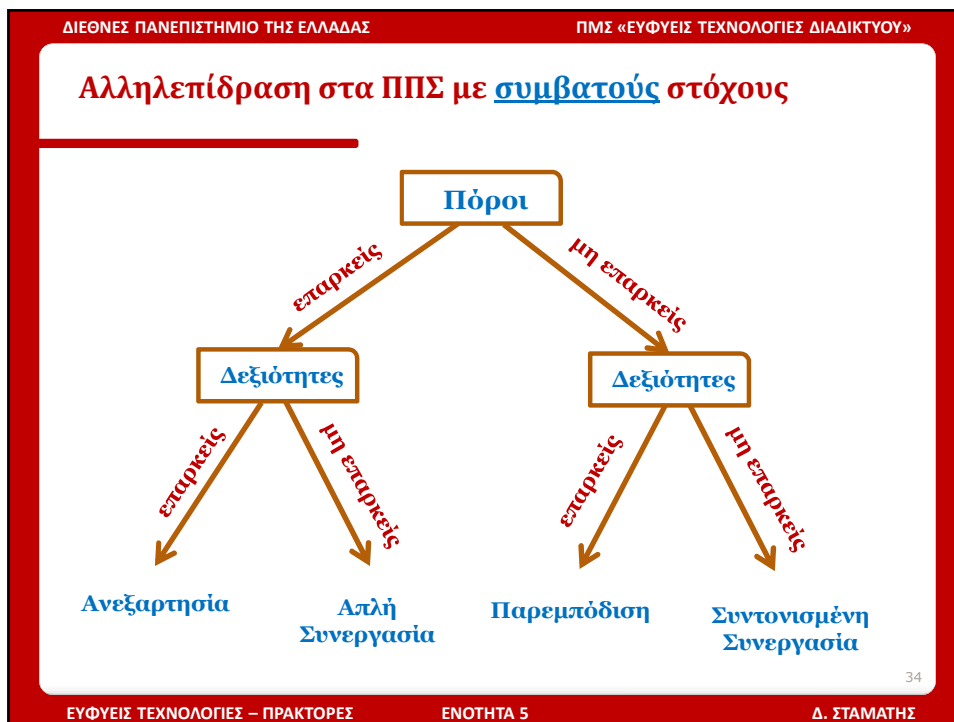 ΔΙΕΘΝΕΣ ΠΑΝΕΠΙΣΤΗΜΙΟ ΤΗΣ ΕΛΛΑΔΑΣ
ΠΜΣ «ΕΥΦΥΕΙΣ ΤΕΧΝΟΛΟΓΙΕΣ ΔΙΑΔΙΚΤΥΟΥ»
Αλληλεπίδραση στα ΠΠΣ με συμβατούς στόχους
Πόροι
επαρκείς
μη επαρκείς
Δεξιότητες
Δεξιότητες
επαρκείς
μη επαρκείς
επαρκείς
μη επαρκείς
Ανεξαρτησία
Απλή
Συνεργασία
Παρεμπόδιση
Συντονισμένη
Συνεργασία
34
ΕΥΦΥΕΙΣ ΤΕΧΝΟΛΟΓΙΕΣ – ΠΡΑΚΤΟΡΕΣ
ΕΝΟΤΗΤΑ 5
Δ. ΣΤΑΜΑΤΗΣ